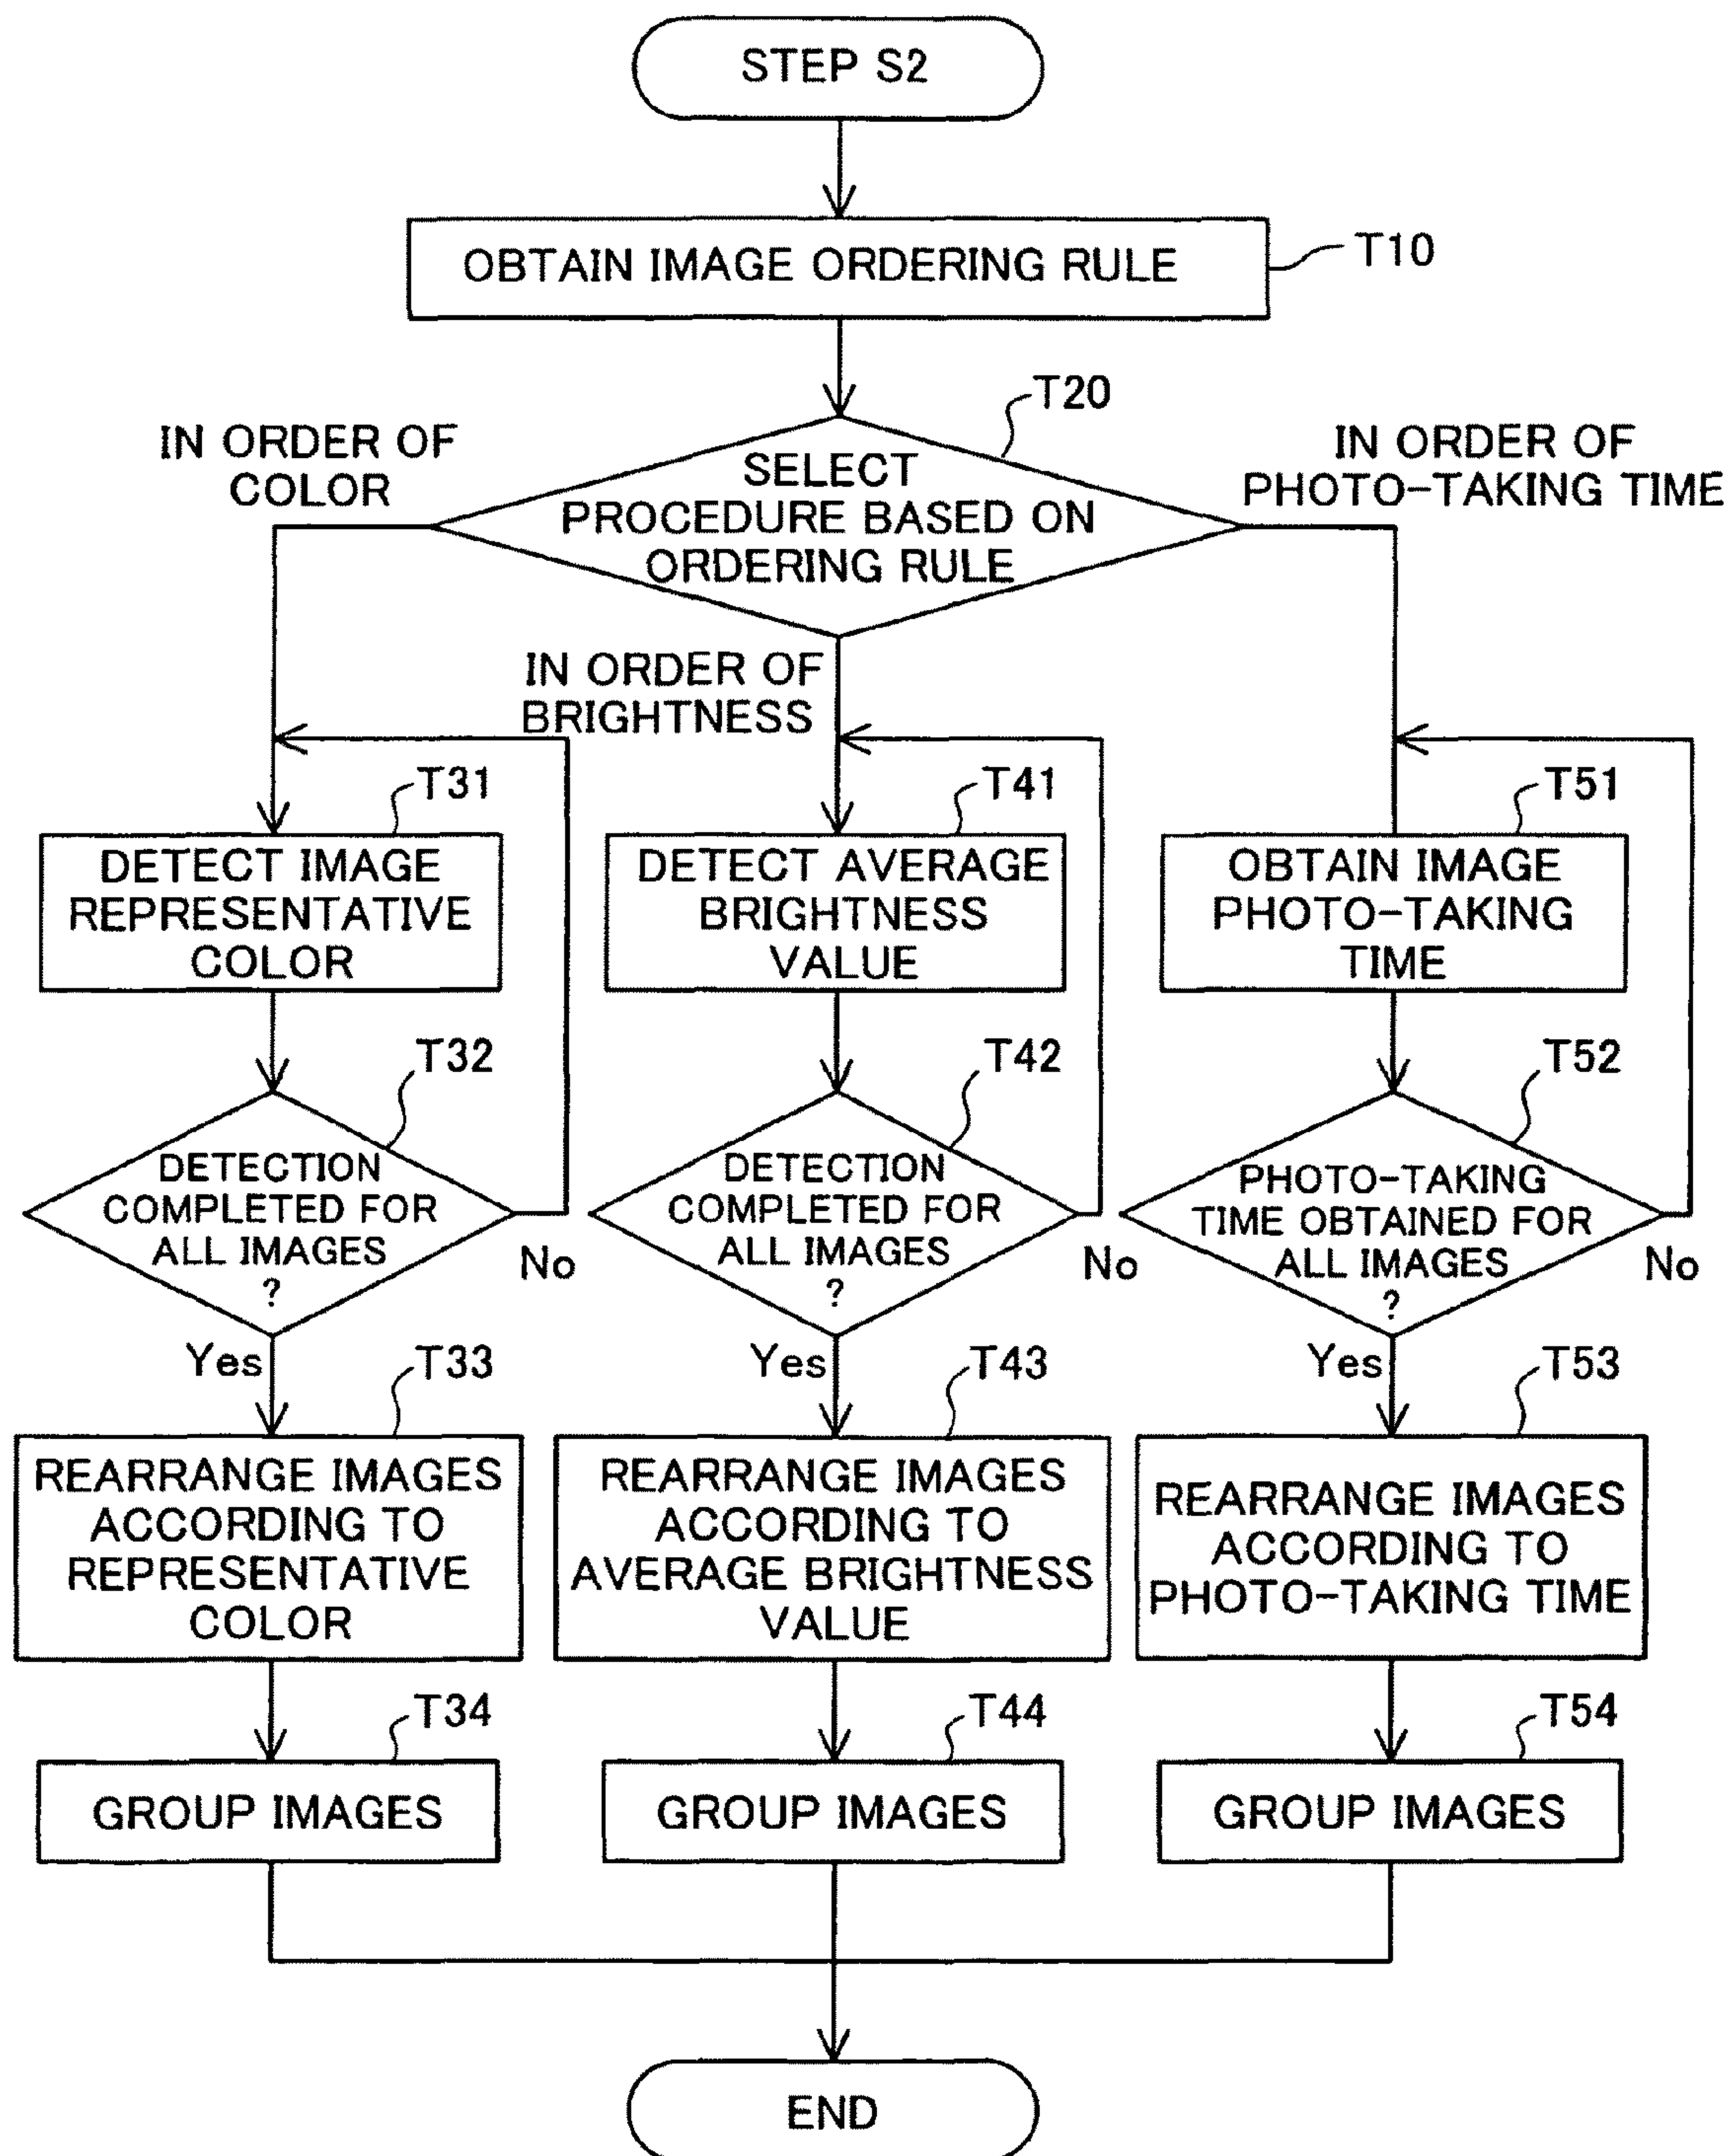 STEP S2
OBTAIN IMAGE ORDERING RULE
T10
T20
IN ORDER OF
COLOR
SELECT
PROCEDURE BASED ON
ORDERING RULE
IN ORDER OF
PHOTO-TAKING TIME
IN ORDER OF
BRIGHTNESS
T31
DETECT IMAGE
REPRESENTATIVE
COLOR
T41
DETECT AVERAGE
BRIGHTNESS
VALUE
T51
OBTAIN IMAGE
PHOTO-TAKING
TIME
T32
DETECTION
COMPLETED FOR
ALL IMAGES
?
No
Yes
T42
DETECTION
COMPLETED FOR
ALL IMAGES
?
No
Yes
T52
PHOTO-TAKING
TIME OBTAINED FOR
ALL IMAGES
?
No
Yes
T33
REARRANGE IMAGES
ACCORDING TO
REPRESENTATIVE
COLOR
T43
REARRANGE IMAGES
ACCORDING TO
AVERAGE BRIGHTNESS
VALUE
T53
REARRANGE IMAGES
ACCORDING TO
PHOTO-TAKING TIME
T34
GROUP IMAGES
T44
GROUP IMAGES
T54
GROUP IMAGES
END